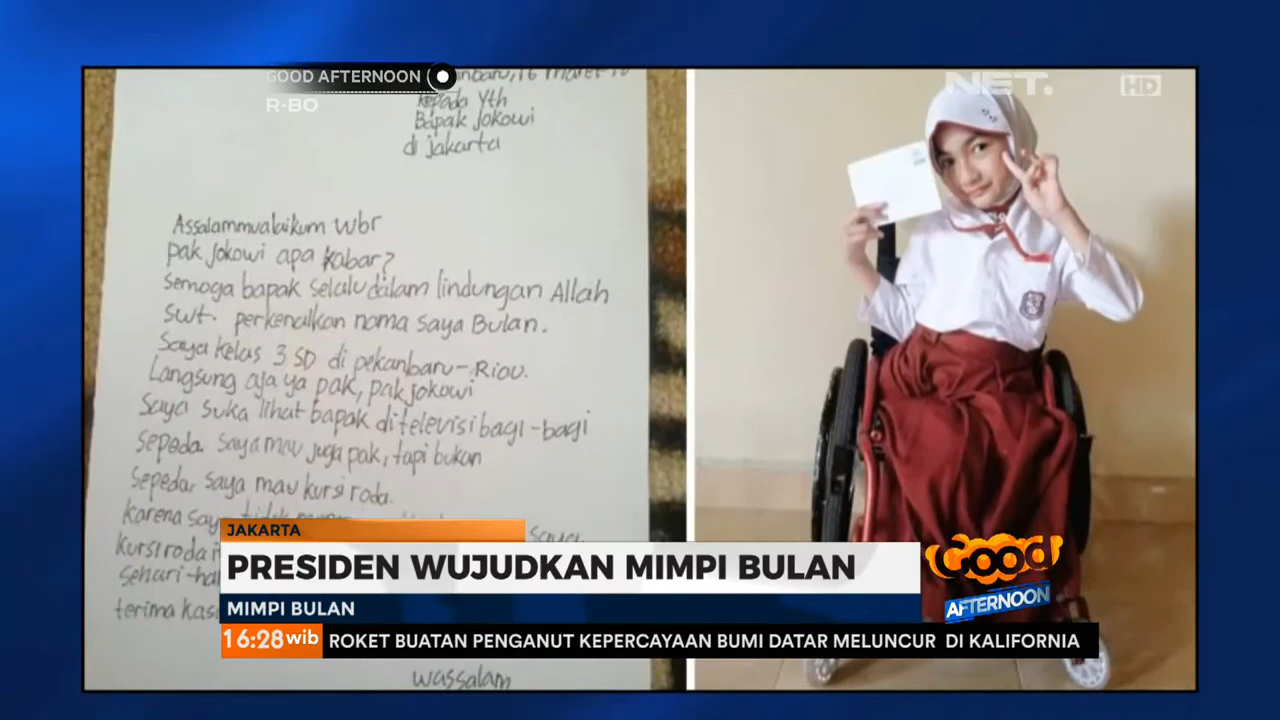 GOOD AFTERNOON
R-BO
NET.
HD
Kepada Yth
Bapak Jokowi
di jakarta
Assalammualaikum wbr
pak jokowi apa kabar?
Semoga bapak selalu dalam lindungan Allah
swt. perkenalkan nama saya Bulan.
Saya kelas 3 SD di pekanbaru-Riau.
Langsung aja ya pak, pak jokowi
Saya suka lihat bapak ditelevisi bagi-bagi
sepeda. saya mau juga pak, tapi bukan
sepeda. saya mau kursi roda.
karena
kursi roda
sehari-ha
terima kas
wassalam
JAKARTA
PRESIDEN WUJUDKAN MIMPI BULAN
MIMPI BULAN
GOOD
AFTERNOON
16:28 wib ROKET BUATAN PENGANUT KEPERCAYAAN BUMI DATAR MELUNCUR DI KALIFORNIA